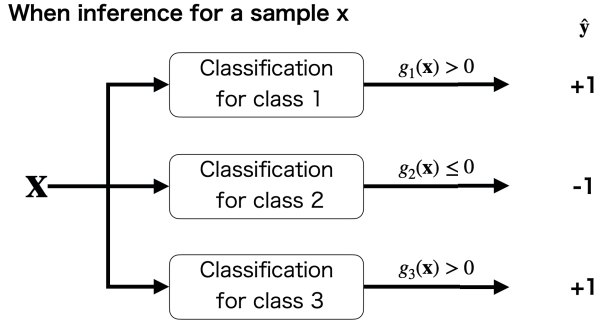 When inference for a sample x
ŷ
Classification
for class 1
g₁(x) > 0
+1
x
Classification
for class 2
g₂(x) ≤ 0
-1
Classification
for class 3
g₃(x) > 0
+1